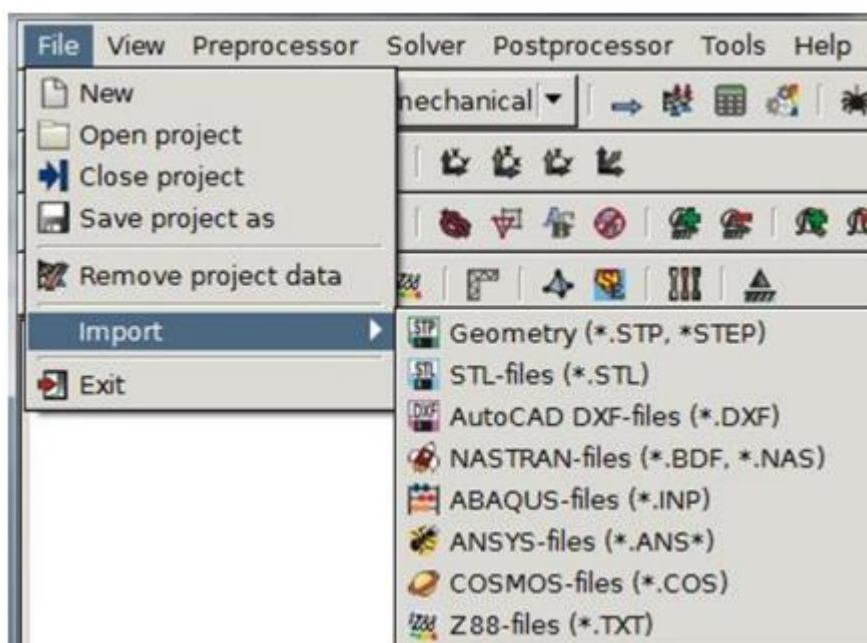 File View Preprocessor Solver Postprocessor Tools Help
New
mechanical
Open project
Close project
Save project as
Remove project data
Import
Geometry (*.STP, *STEP)
Exit
STL-files (*.STL)
AutoCAD DXF-files (*.DXF)
NASTRAN-files (*.BDF, *.NAS)
ABAQUS-files (*.INP)
ANSYS-files (*.ANS*)
COSMOS-files (*.COS)
Z88-files (*.TXT)